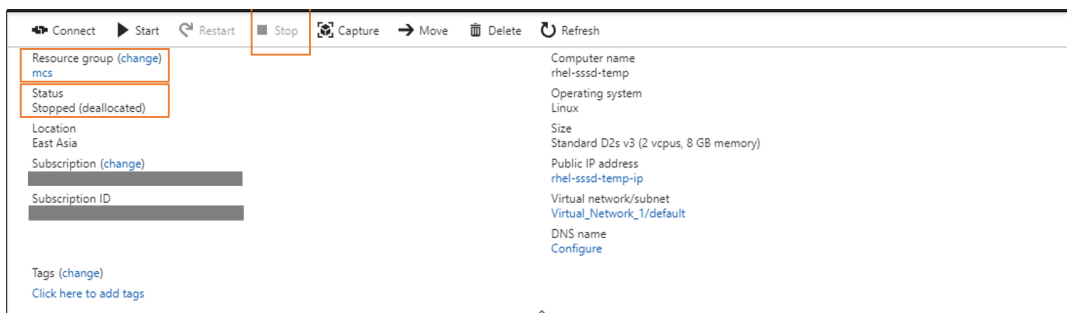 Connect Start Restart Stop Capture Move Delete Refresh
Resource group (change)
mcs
Status
Stopped (deallocated)
Location
East Asia
Subscription (change)
Subscription ID
Tags (change)
Click here to add tags
Computer name
rhel-sssd-temp
Operating system
Linux
Size
Standard D2s v3 (2 vcpus, 8 GB memory)
Public IP address
rhel-sssd-temp-ip
Virtual network/subnet
Virtual_Network_1/default
DNS name
Configure